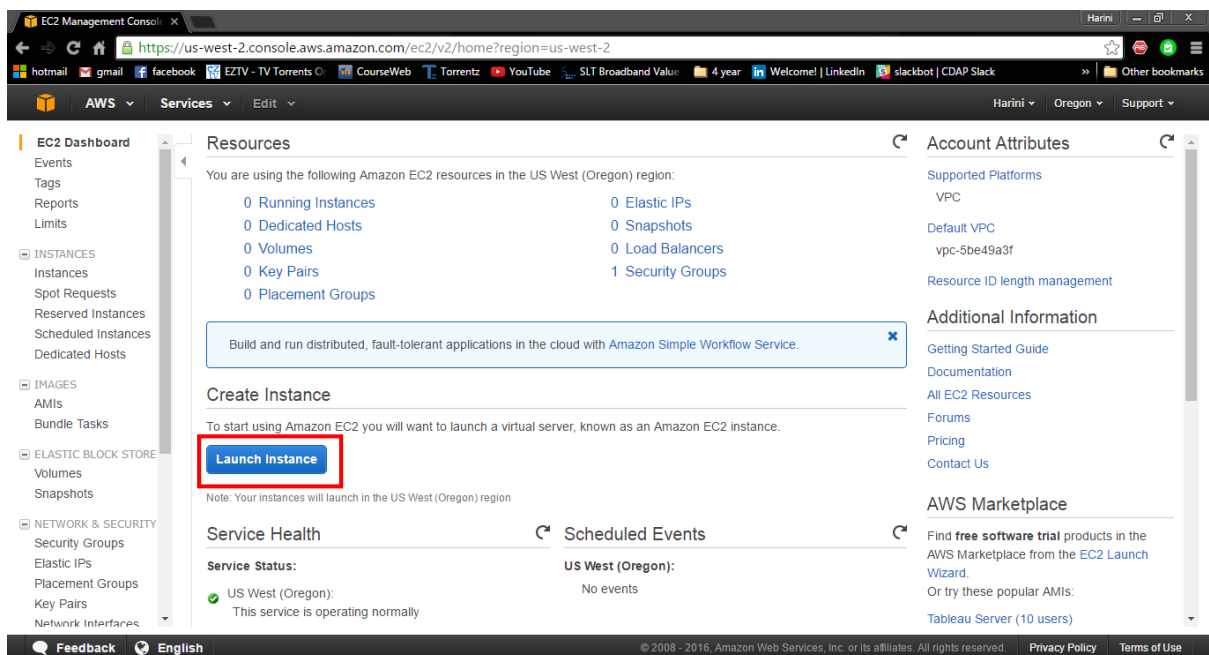 EC2 Management Consol
Harini
https://us-west-2.console.aws.amazon.com/ec2/v2/home?region=us-west-2
hotmail gmail facebook EZTV - TV Torrents O CourseWeb Torrentz YouTube SLT Broadband Value 4 year Welcome! | LinkedIn slackbot | CDAP Slack » Other bookmarks
AWS Services Edit Harini Oregon Support
EC2 Dashboard
Events
Tags
Reports
Limits
INSTANCES
Instances
Spot Requests
Reserved Instances
Scheduled Instances
Dedicated Hosts
IMAGES
AMIs
Bundle Tasks
ELASTIC BLOCK STORE
Volumes
Snapshots
NETWORK & SECURITY
Security Groups
Elastic IPs
Placement Groups
Key Pairs
Network Interfaces
Resources
You are using the following Amazon EC2 resources in the US West (Oregon) region:
0 Running Instances
0 Elastic IPs
0 Dedicated Hosts
0 Snapshots
0 Volumes
0 Load Balancers
0 Key Pairs
1 Security Groups
0 Placement Groups
Build and run distributed, fault-tolerant applications in the cloud with Amazon Simple Workflow Service.
Create Instance
To start using Amazon EC2 you will want to launch a virtual server, known as an Amazon EC2 instance.
Launch Instance
Note: Your instances will launch in the US West (Oregon) region
Service Health
Service Status:
US West (Oregon):
This service is operating normally
Scheduled Events
US West (Oregon):
No events
Account Attributes
Supported Platforms
VPC
Default VPC
vpc-5be49a3f
Resource ID length management
Additional Information
Getting Started Guide
Documentation
All EC2 Resources
Forums
Pricing
Contact Us
AWS Marketplace
Find free software trial products in the
AWS Marketplace from the EC2 Launch
Wizard.
Or try these popular AMIs:
Tableau Server (10 users)
Feedback English © 2008 - 2016, Amazon Web Services, Inc. or its affiliates. All rights reserved. Privacy Policy Terms of Use